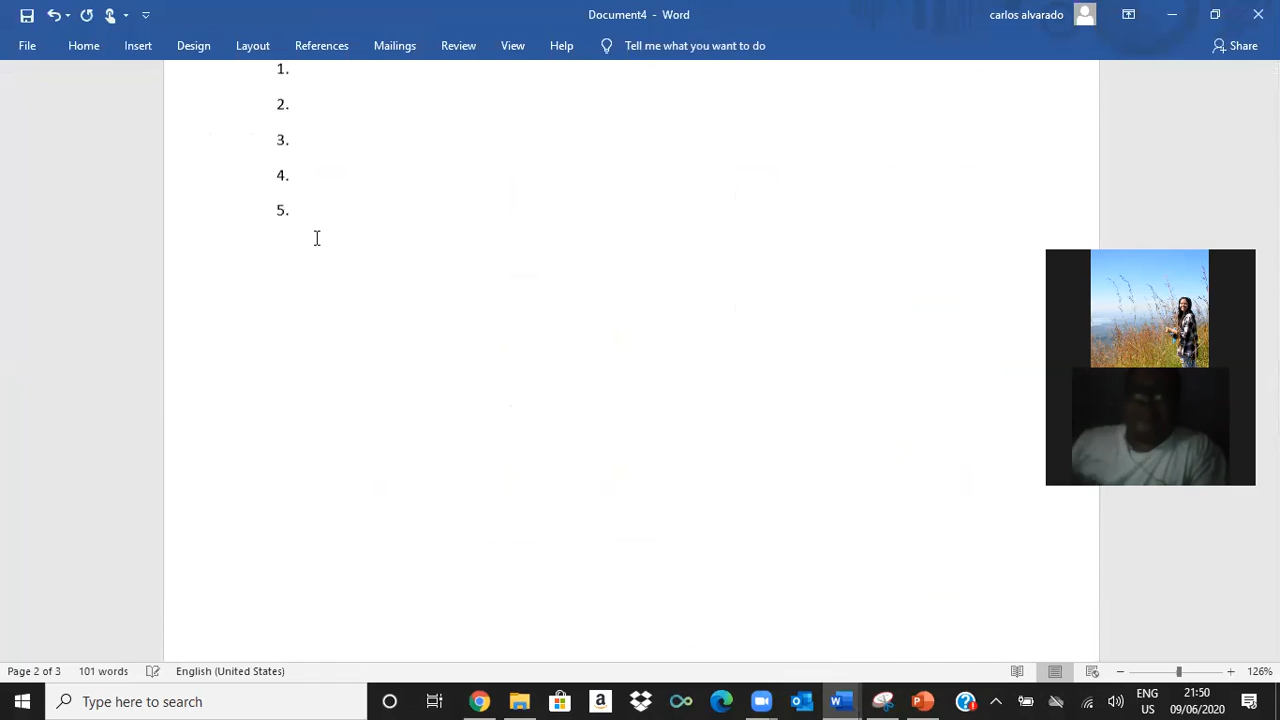 Document4 - Word
carlos alvarado
File Home Insert Design Layout References Mailings Review View Help Tell me what you want to do Share
1.
2.
3.
4.
5.
Page 2 of 3 101 words English (United States) 126%
Type here to search
ENG
US
21:50
09/06/2020